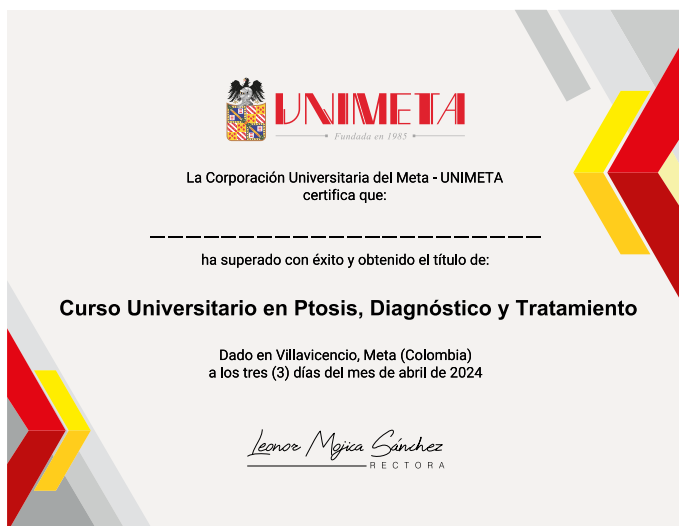 UNIMETA
Fundada en 1985
La Corporación Universitaria del Meta - UNIMETA
certifica que:
ha superado con éxito y obtenido el título de:
Curso Universitario en Ptosis, Diagnóstico y Tratamiento
Dado en Villavicencio, Meta (Colombia)
a los tres (3) días del mes de abril de 2024
Leonor Mojica Sánchez
RECTORA